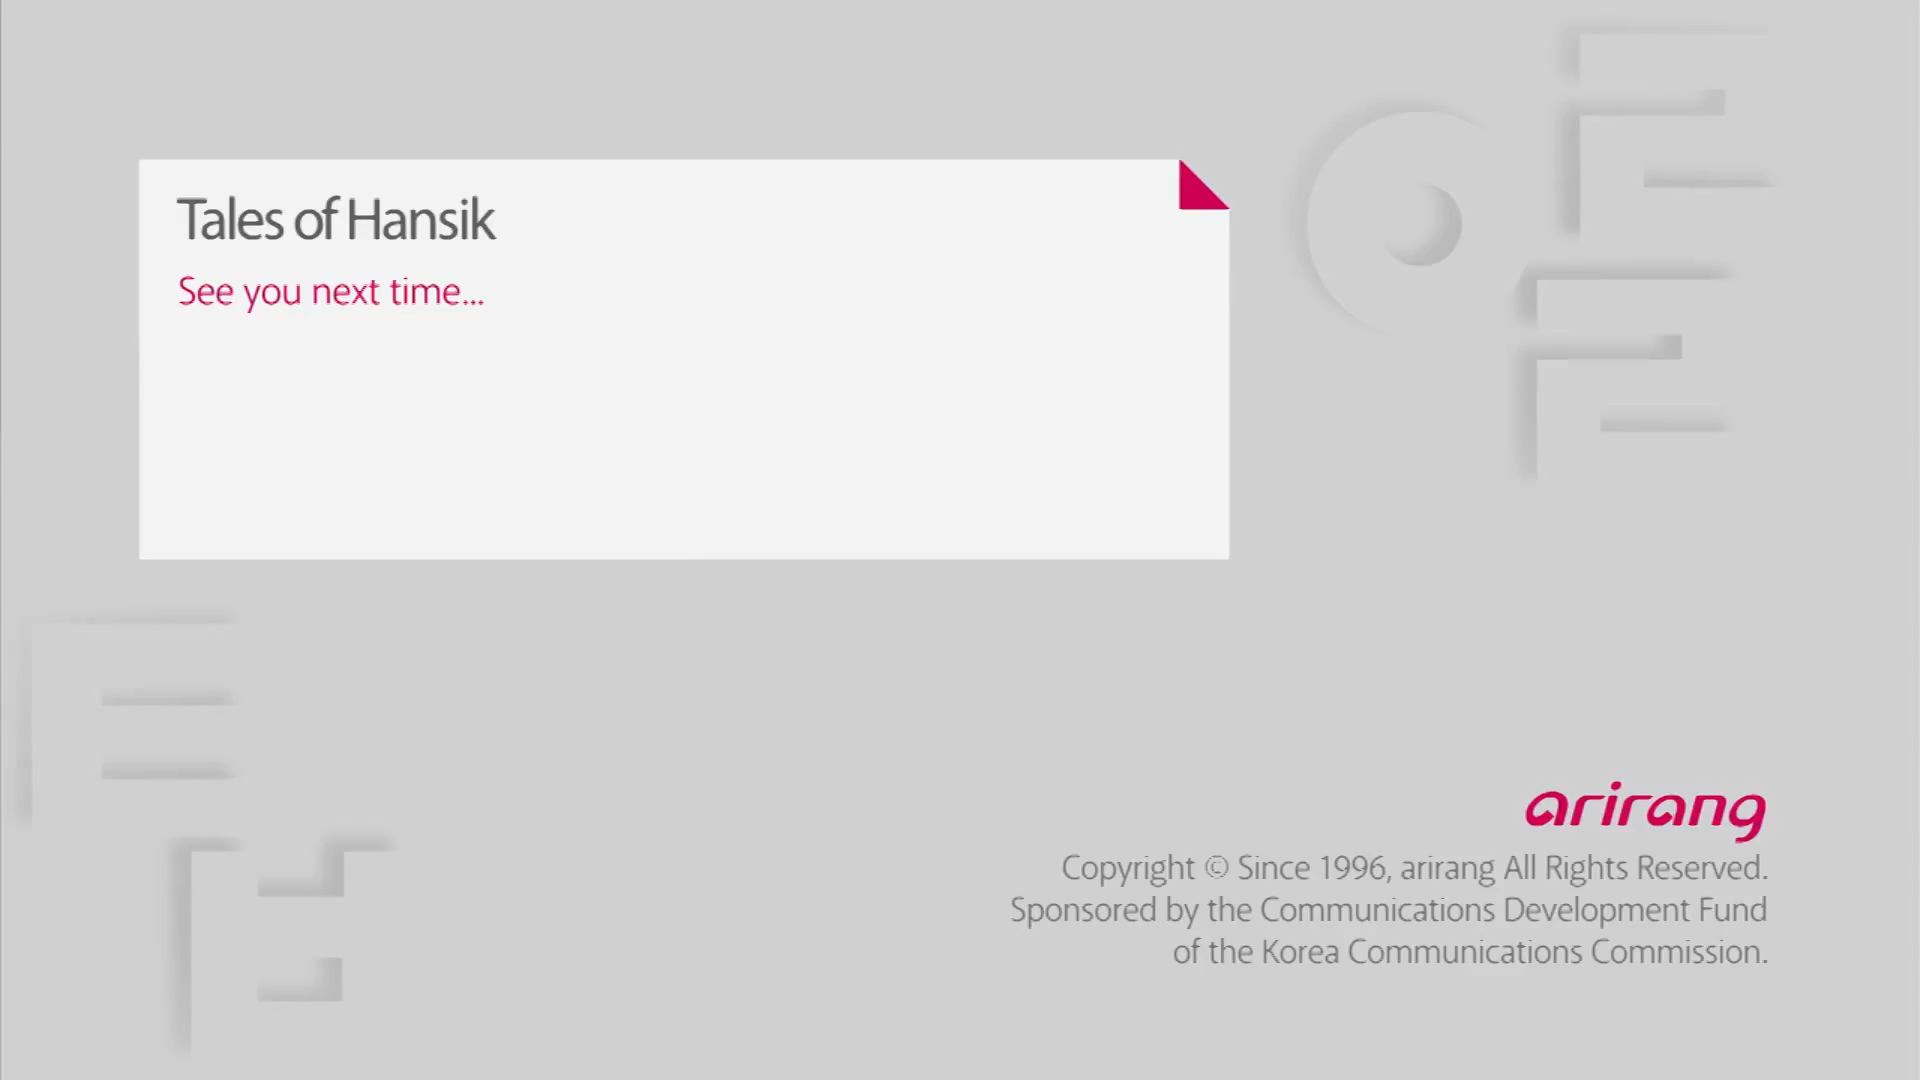 Tales of Hansik
See you next time...
arirang
Copyright © Since 1996, arirang All Rights Reserved.
Sponsored by the Communications Development Fund
of the Korea Communications Commission.